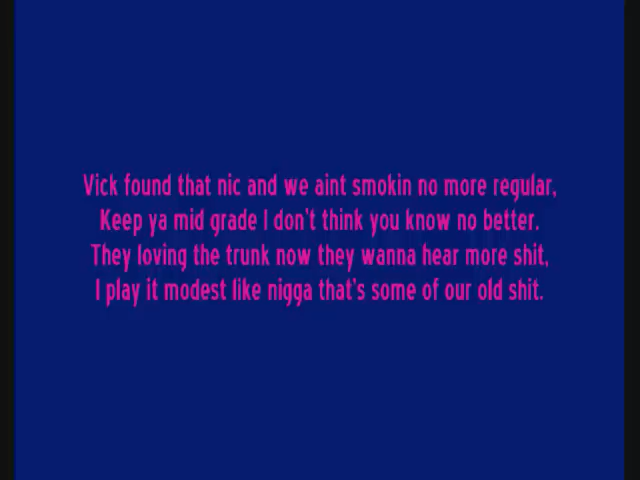 Vick found that nic and we aint smokin no more regular,
Keep ya mid grade I don't think you know no better.
They loving the trunk now they wanna hear more shit,
I play it modest like nigga that's some of our old shit.